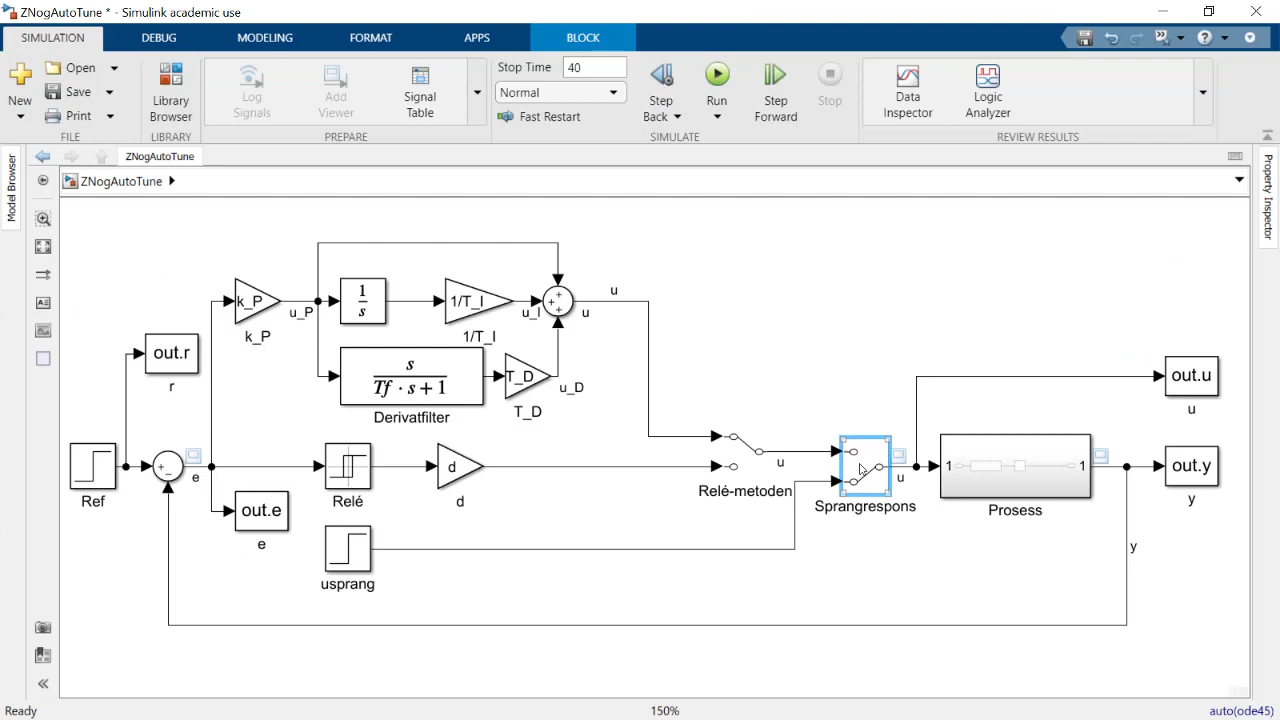 ZNogAutoTune * - Simulink academic use
SIMULATION
DEBUG
MODELING
FORMAT
APPS
BLOCK
New
Open
Save
Print
FILE
Library
Browser
LIBRARY
Log
Signals
Add
Viewer
Signal
Table
PREPARE
Stop Time 40
Normal
Fast Restart
Step
Back
Run
Step
Forward
Stop
SIMULATE
Data
Inspector
Logic
Analyzer
REVIEW RESULTS
Model Browser
Property Inspector
ZNogAutoTune
ZNogAutoTune
k_P
k_P
u_P
1
s
1/T_I
1/T_I
u_I
u
u
s
Tf · s + 1
Derivatfilter
T_D
T_D
u_D
out.r
r
Ref
e
out.e
e
Relé
d
d
usprang
Relé-metoden
u
Sprangrespons
u
1
1
Prosess
out.u
u
out.y
y
y
Ready
150%
auto(ode45)